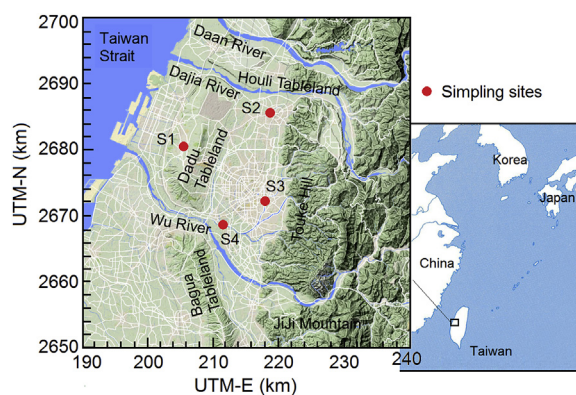 2700
2690
2680
2670
2660
2650
UTM-N (km)
Taiwan
Strait
Daan River
Houli Tableland
Dajia River
S2
S1
Dadu
Tableland
S3
Touke Hill
Wu River
S4
Bagua
Tableland
JiJi Mountain
190 200 210 220 230 240
UTM-E (km)
Simpling sites
Korea
Japan
China
Taiwan